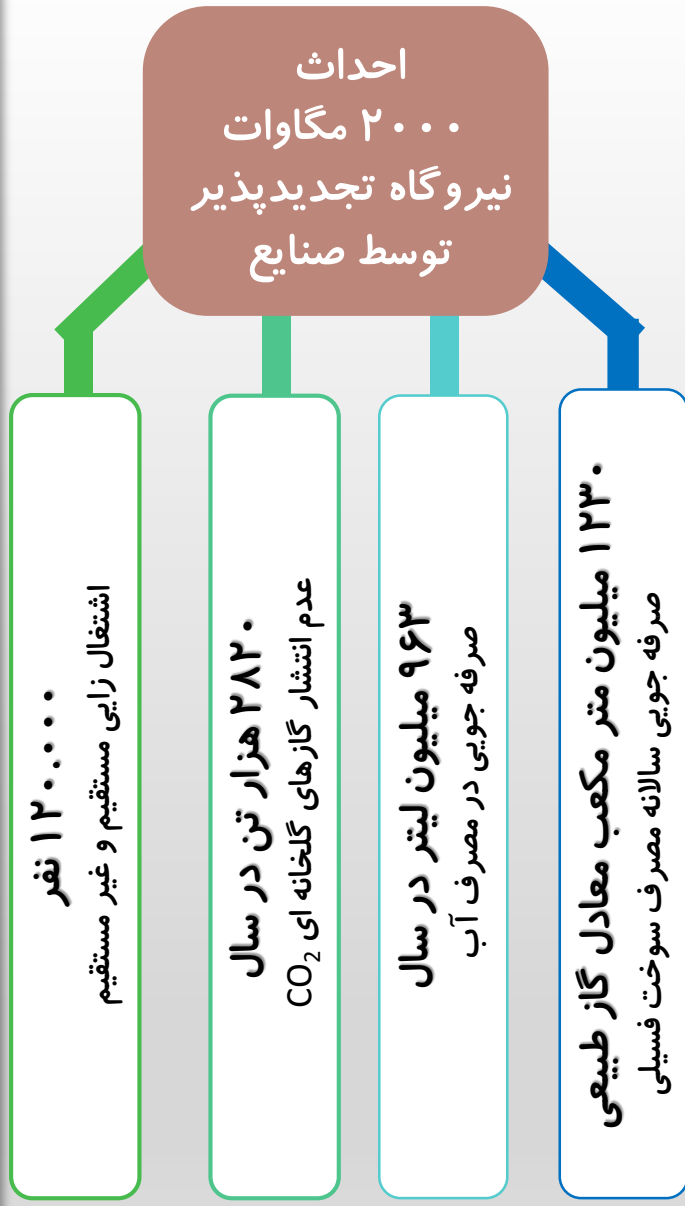 احداث
۲۰۰۰ مگاوات
نیروگاه تجدیدپذیر
توسط صنایع
۱۲۳۰ میلیون متر مکعب معادل گاز طبیعی
صرفه جویی سالانه مصرف سوخت فسیلی
۹۶۳ میلیون لیتر در سال
صرفه جویی در مصرف آب
۲۸۲۰ هزار تن در سال
عدم انتشار گازهای گلخانه ای CO₂
۱۲۰.۰۰۰ نفر
اشتغال زایی مستقیم و غیر مستقیم